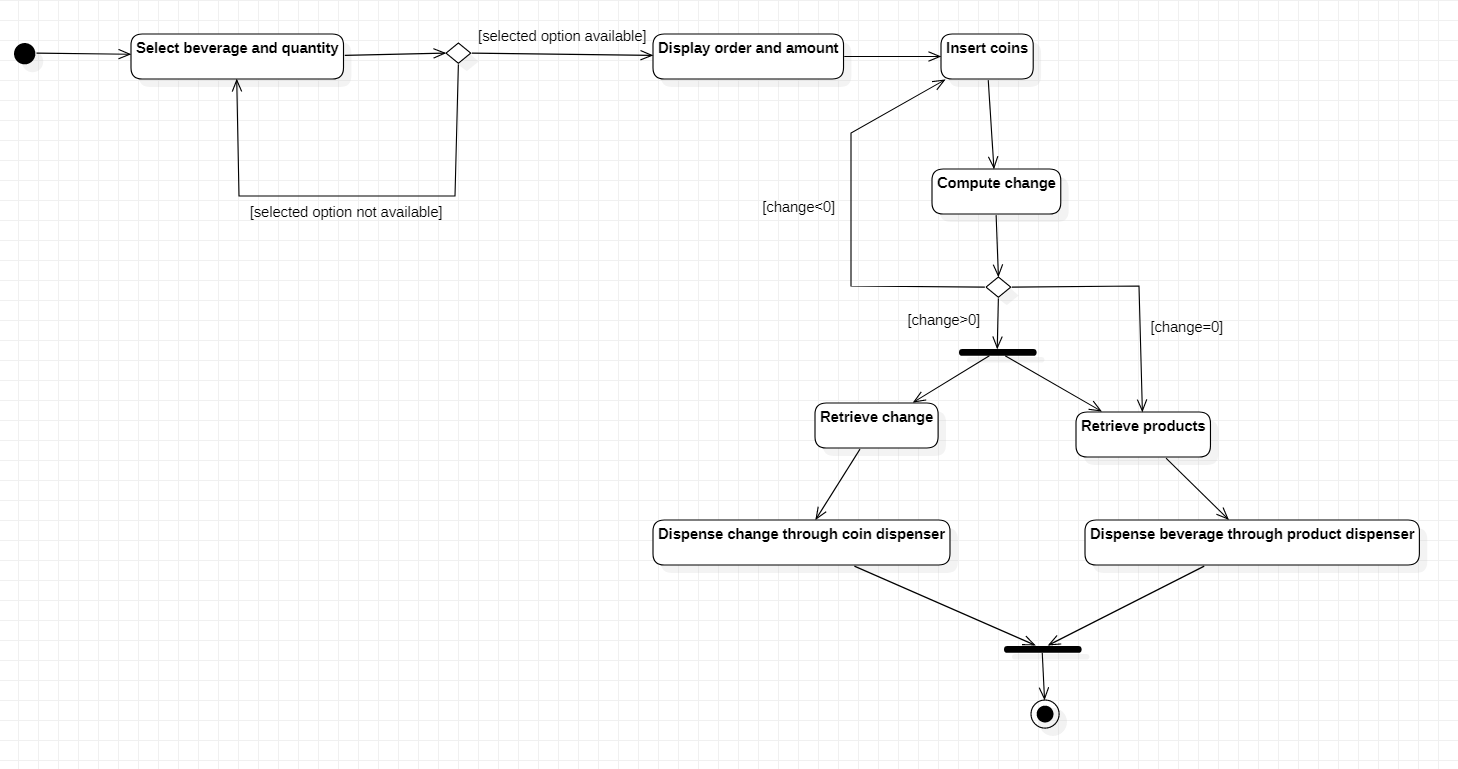 [selected option available]
Select beverage and quantity
Display order and amount
Insert coins
Compute change
[change<0]
[selected option not available]
[change>0]
[change=0]
Retrieve change
Retrieve products
Dispense change through coin dispenser
Dispense beverage through product dispenser